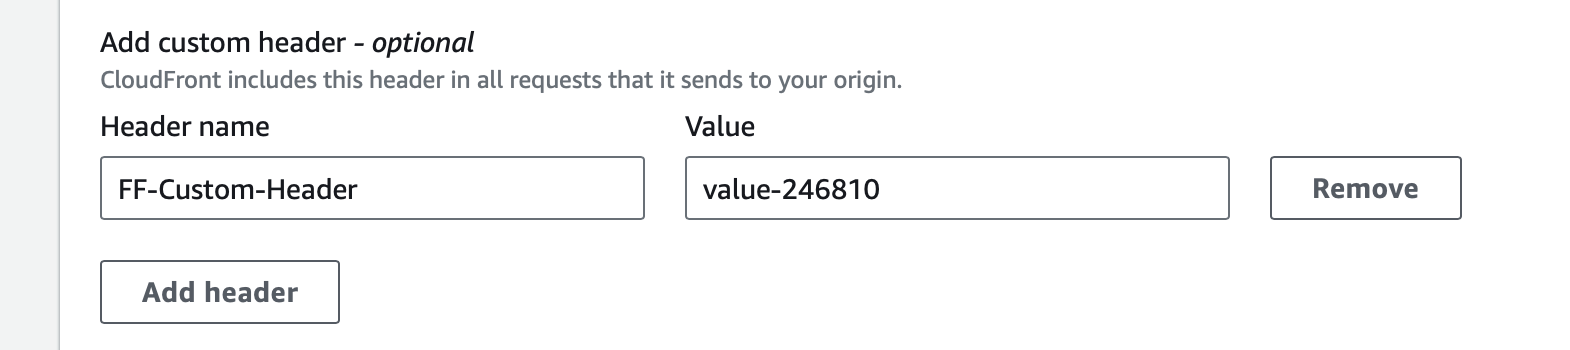 Add custom header - optional
CloudFront includes this header in all requests that it sends to your origin.
Header name Value
FF-Custom-Header value-246810 Remove
Add header